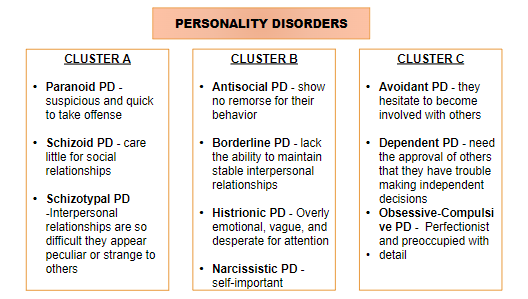 PERSONALITY DISORDERS
CLUSTER A
• Paranoid PD -
suspicious and quick
to take offense
• Schizoid PD - care
little for social
relationships
• Schizotypal PD
-Interpersonal
relationships are so
difficult they appear
peculiar or strange to
others
CLUSTER B
• Antisocial PD - show
no remorse for their
behavior
• Borderline PD - lack
the ability to maintain
stable interpersonal
relationships
• Histrionic PD - Overly
emotional, vague, and
desperate for attention
• Narcissistic PD -
self-important
CLUSTER C
• Avoidant PD - they
hesitate to become
involved with others
• Dependent PD - need
the approval of others
that they have trouble
making independent
decisions
• Obsessive-Compulsi
ve PD - Perfectionist
and preoccupied with
• detail